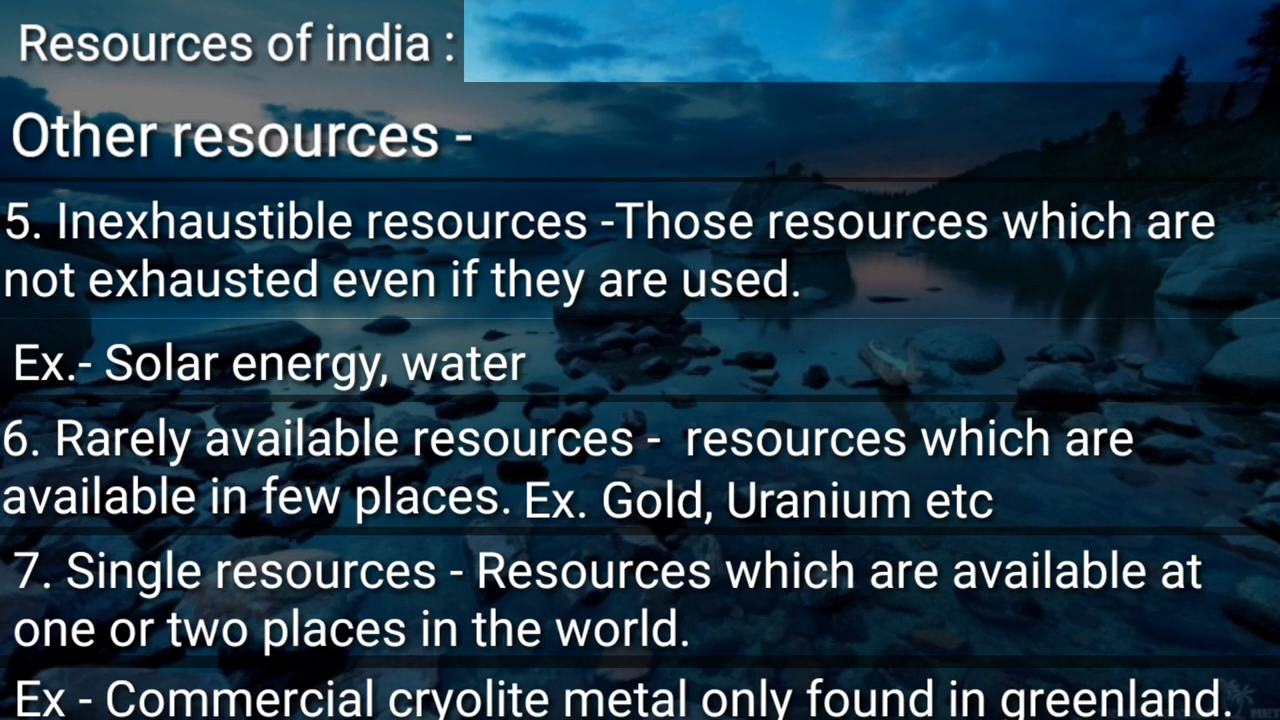 Resources of india :
Other resources -
5. Inexhaustible resources -Those resources which are
not exhausted even if they are used.
Ex.- Solar energy, water
6. Rarely available resources -  resources which are
available in few places. Ex. Gold, Uranium etc
7. Single resources - Resources which are available at
one or two places in the world.
Ex - Commercial cryolite metal only found in greenland.